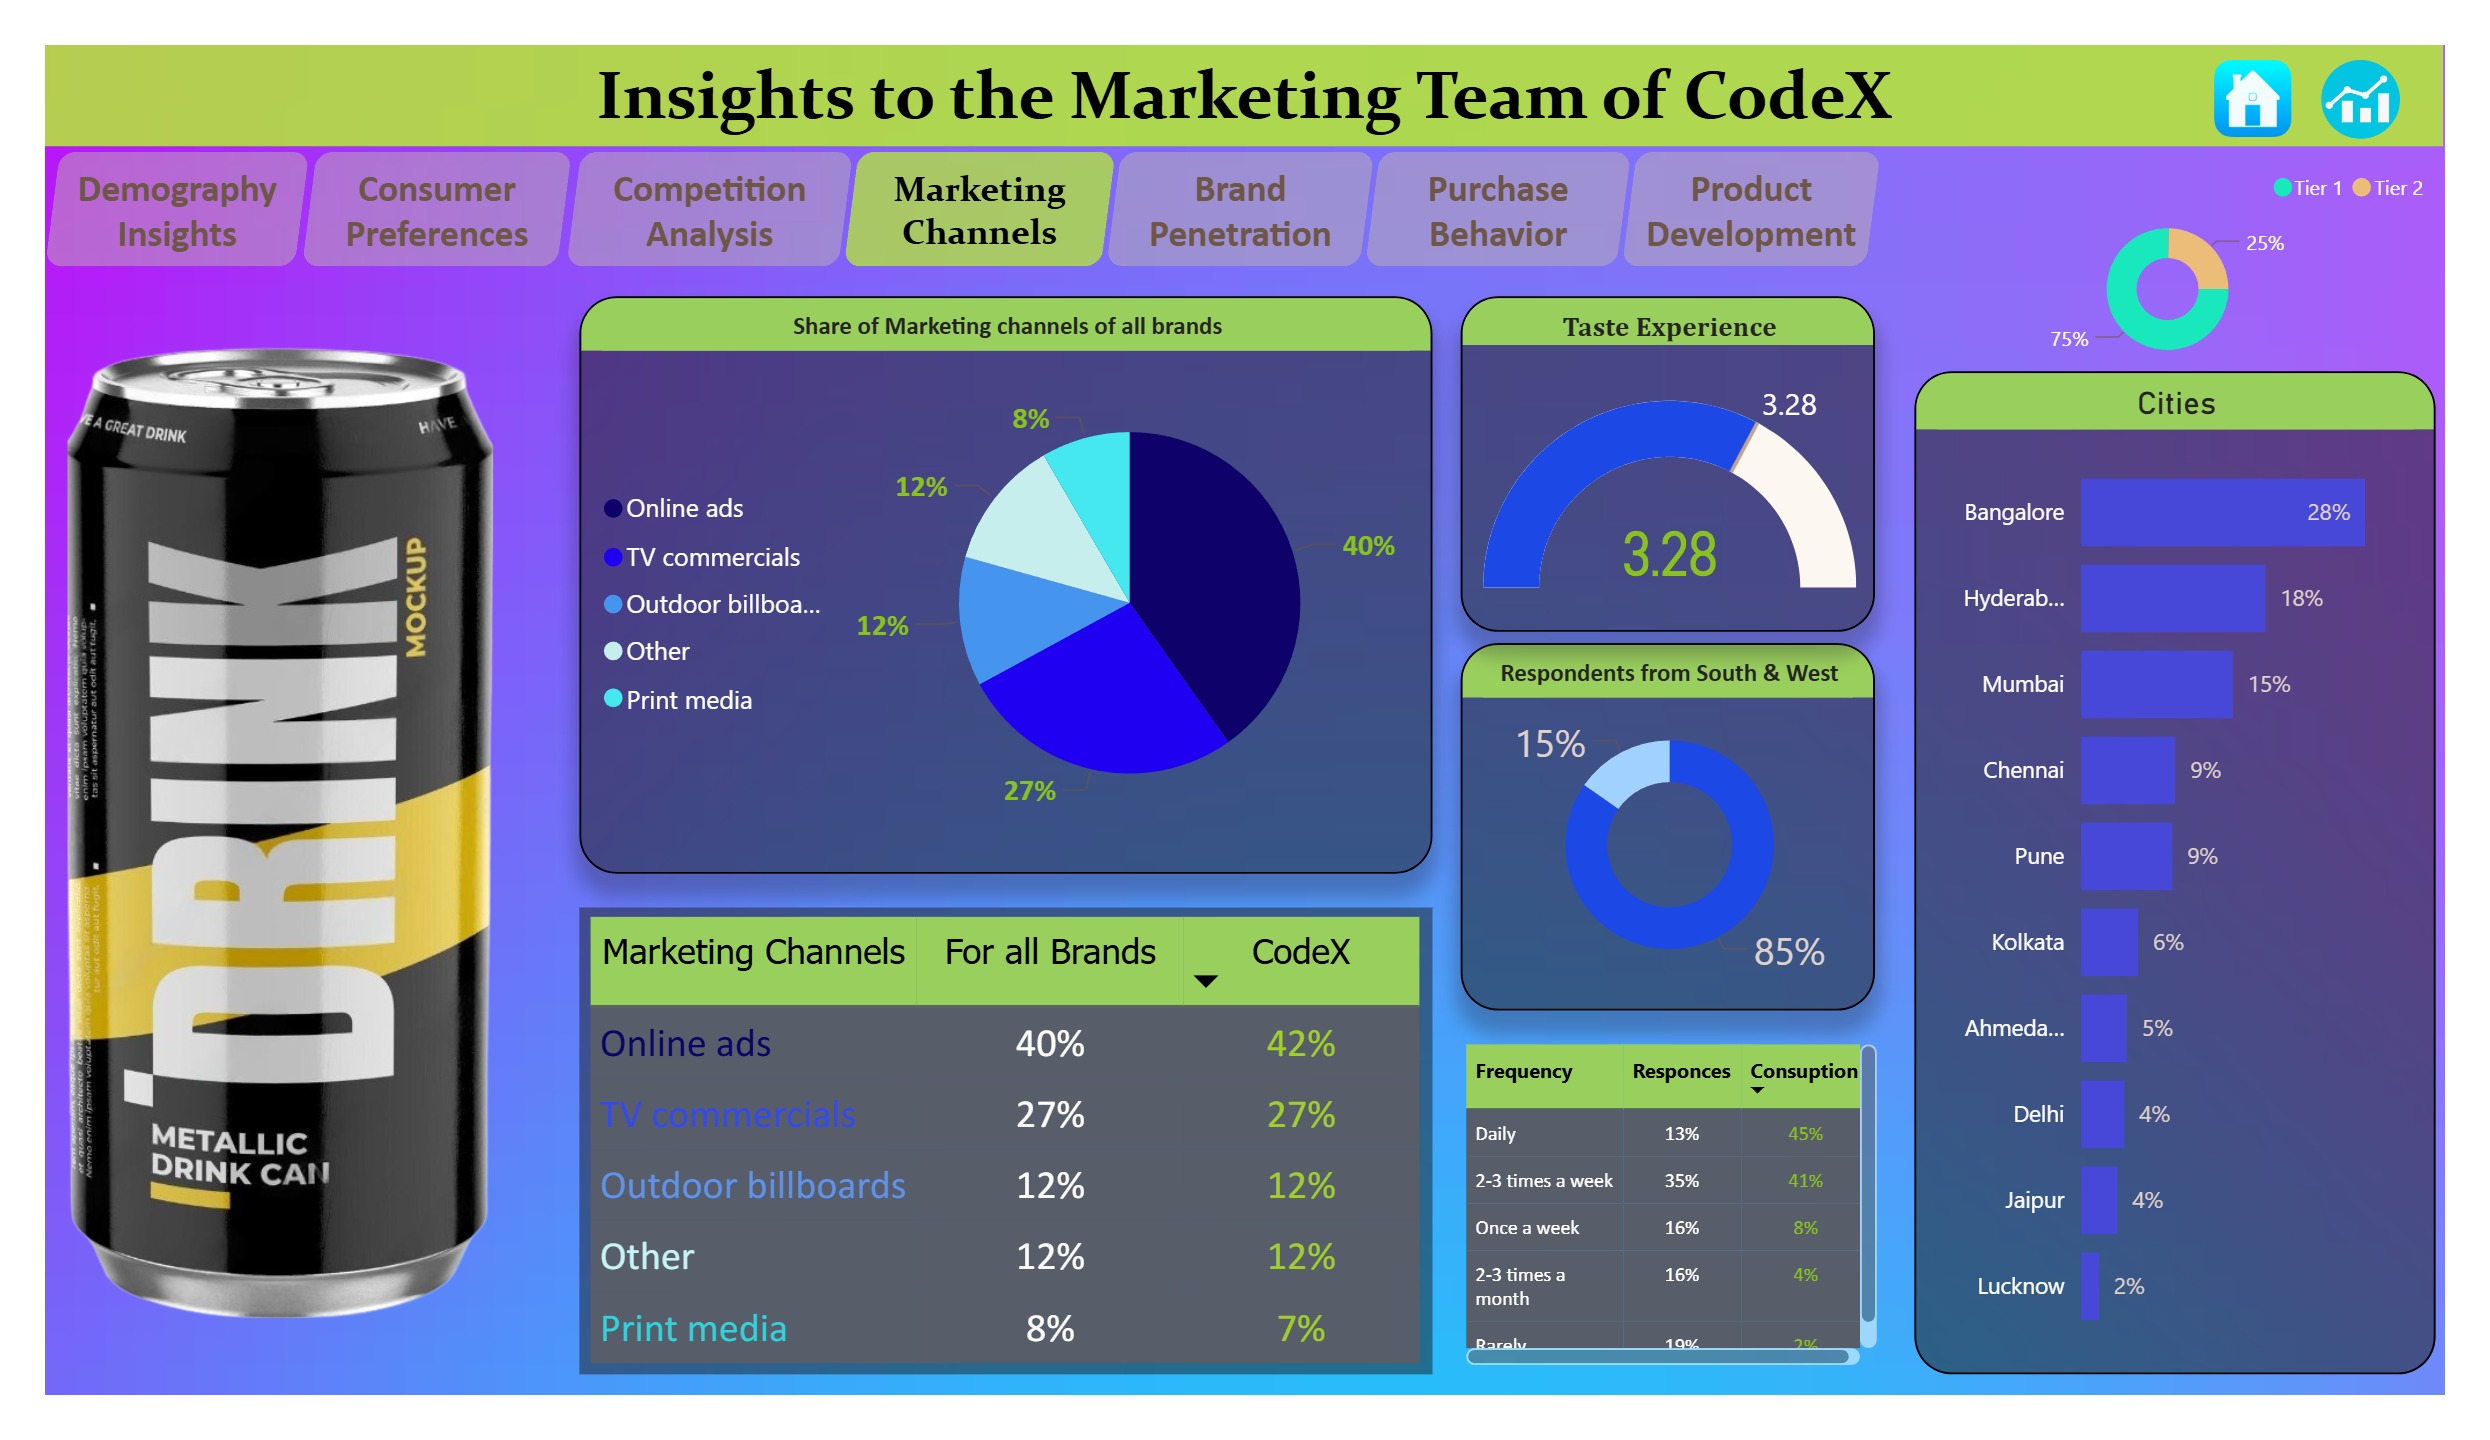 Insights to the Marketing Team of CodeX
Demography
Insights
Consumer
Preferences
Competition
Analysis
Marketing
Channels
Brand
Penetration
Purchase
Behavior
Product
Development
Tier 1
Tier 2
25%
75%
Share of Marketing channels of all brands
Online ads
TV commercials
Outdoor billboa...
Other
Print media
8%
12%
12%
27%
40%
Taste Experience
3.28
3.28
Respondents from South & West
15%
85%
Cities
Bangalore 28%
Hyderab... 18%
Mumbai 15%
Chennai 9%
Pune 9%
Kolkata 6%
Ahmeda... 5%
Delhi 4%
Jaipur 4%
Lucknow 2%
Marketing Channels For all Brands CodeX
Online ads 40% 42%
TV commercials 27% 27%
Outdoor billboards 12% 12%
Other 12% 12%
Print media 8% 7%
Frequency Responces Consuption
Daily 13% 45%
2-3 times a week 35% 41%
Once a week 16% 8%
2-3 times a 16% 4%
month
Rarely 19% 2%
A GREAT DRINK
HAVE
DRINK
MOCKUP
METALLIC
DRINK CAN